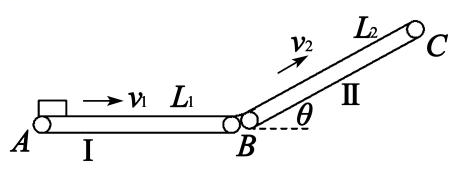 v₂ L₂ C
v₁ L₁ Ⅱ
A Ⅰ B θ